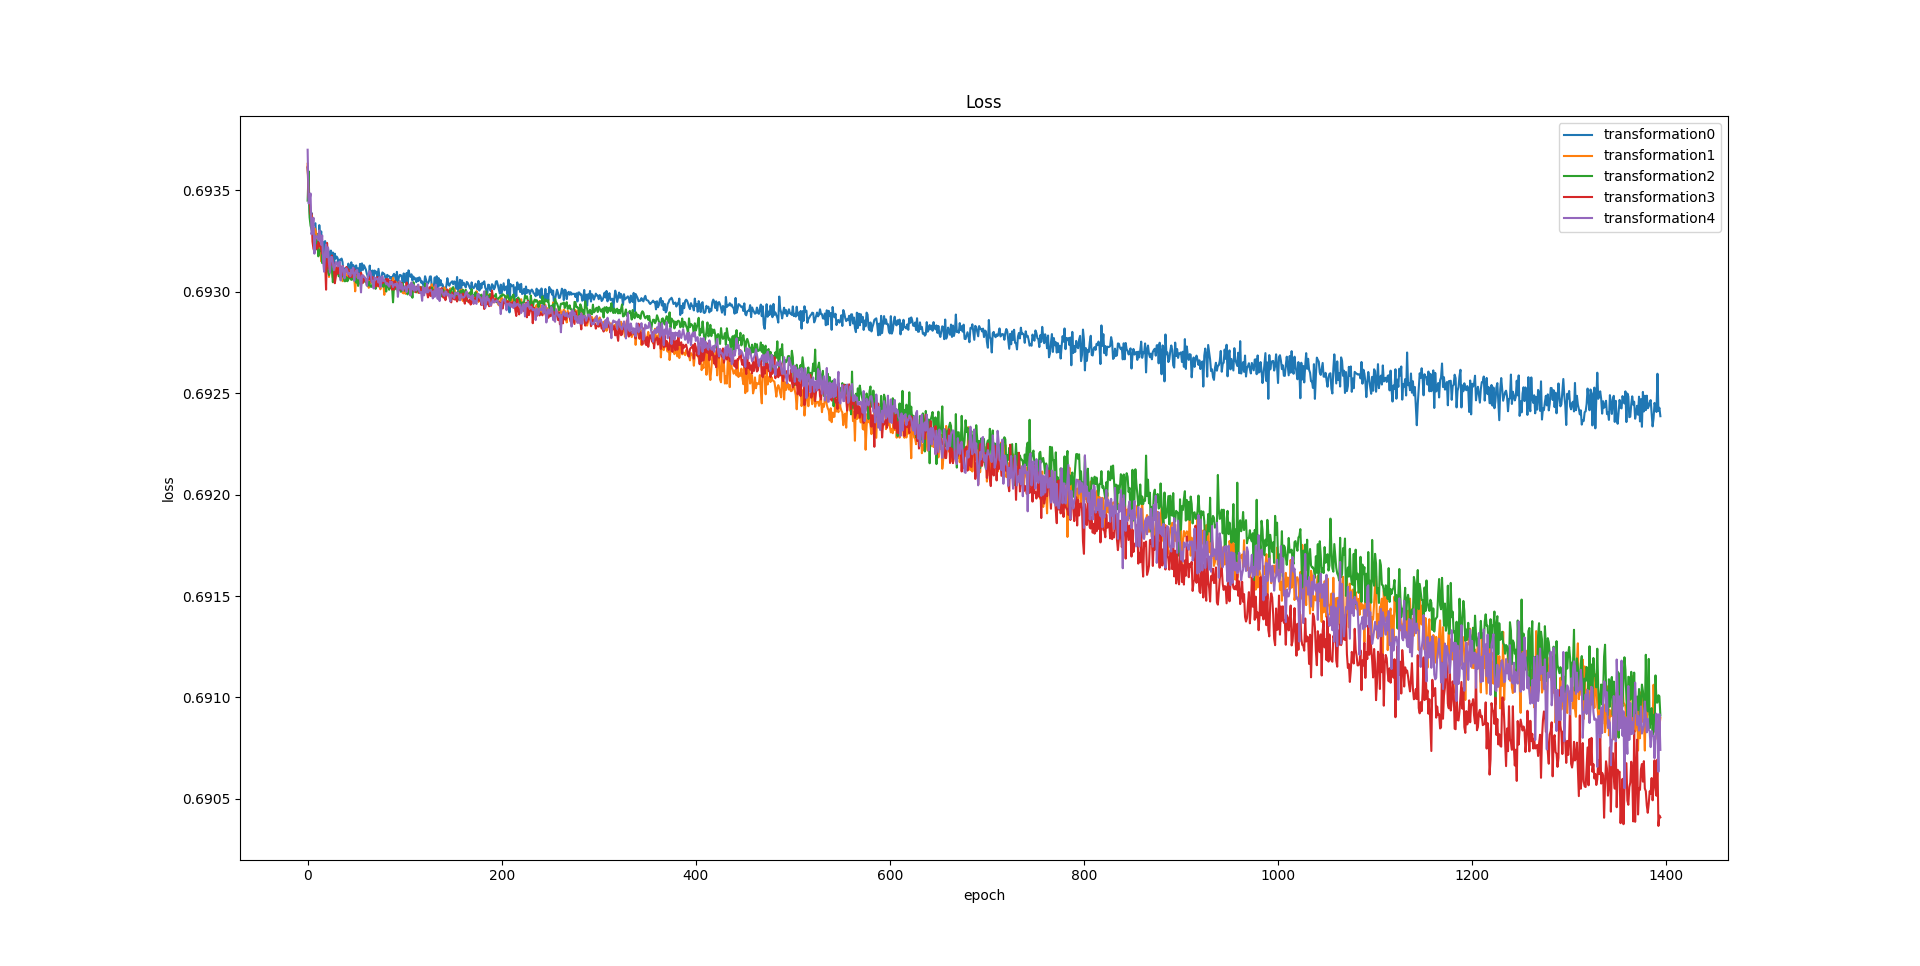 Loss
transformation0
transformation1
transformation2
transformation3
transformation4
0.6935
0.6930
0.6925
0.6920
0.6915
0.6910
0.6905
loss
0
200
400
600
800
1000
1200
1400
epoch